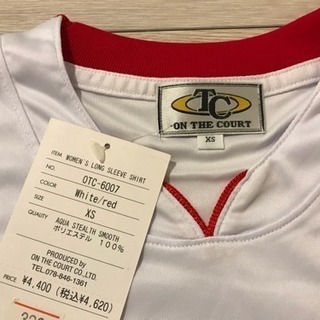 TC
-ON THE COURT
XS
ITEM WOMEN'S LONG SLEEVE SHIRT
NO. OTC-6007
COLOR White/red
SIZE XS
QUALITY AQUA STEALTH SMOOTH
ポリエステル 100%
PRODUCED BY
ON THE COURT CO.,LTD.
TEL.078-846-1361
PRICE ¥4,400 (税込¥4,620)